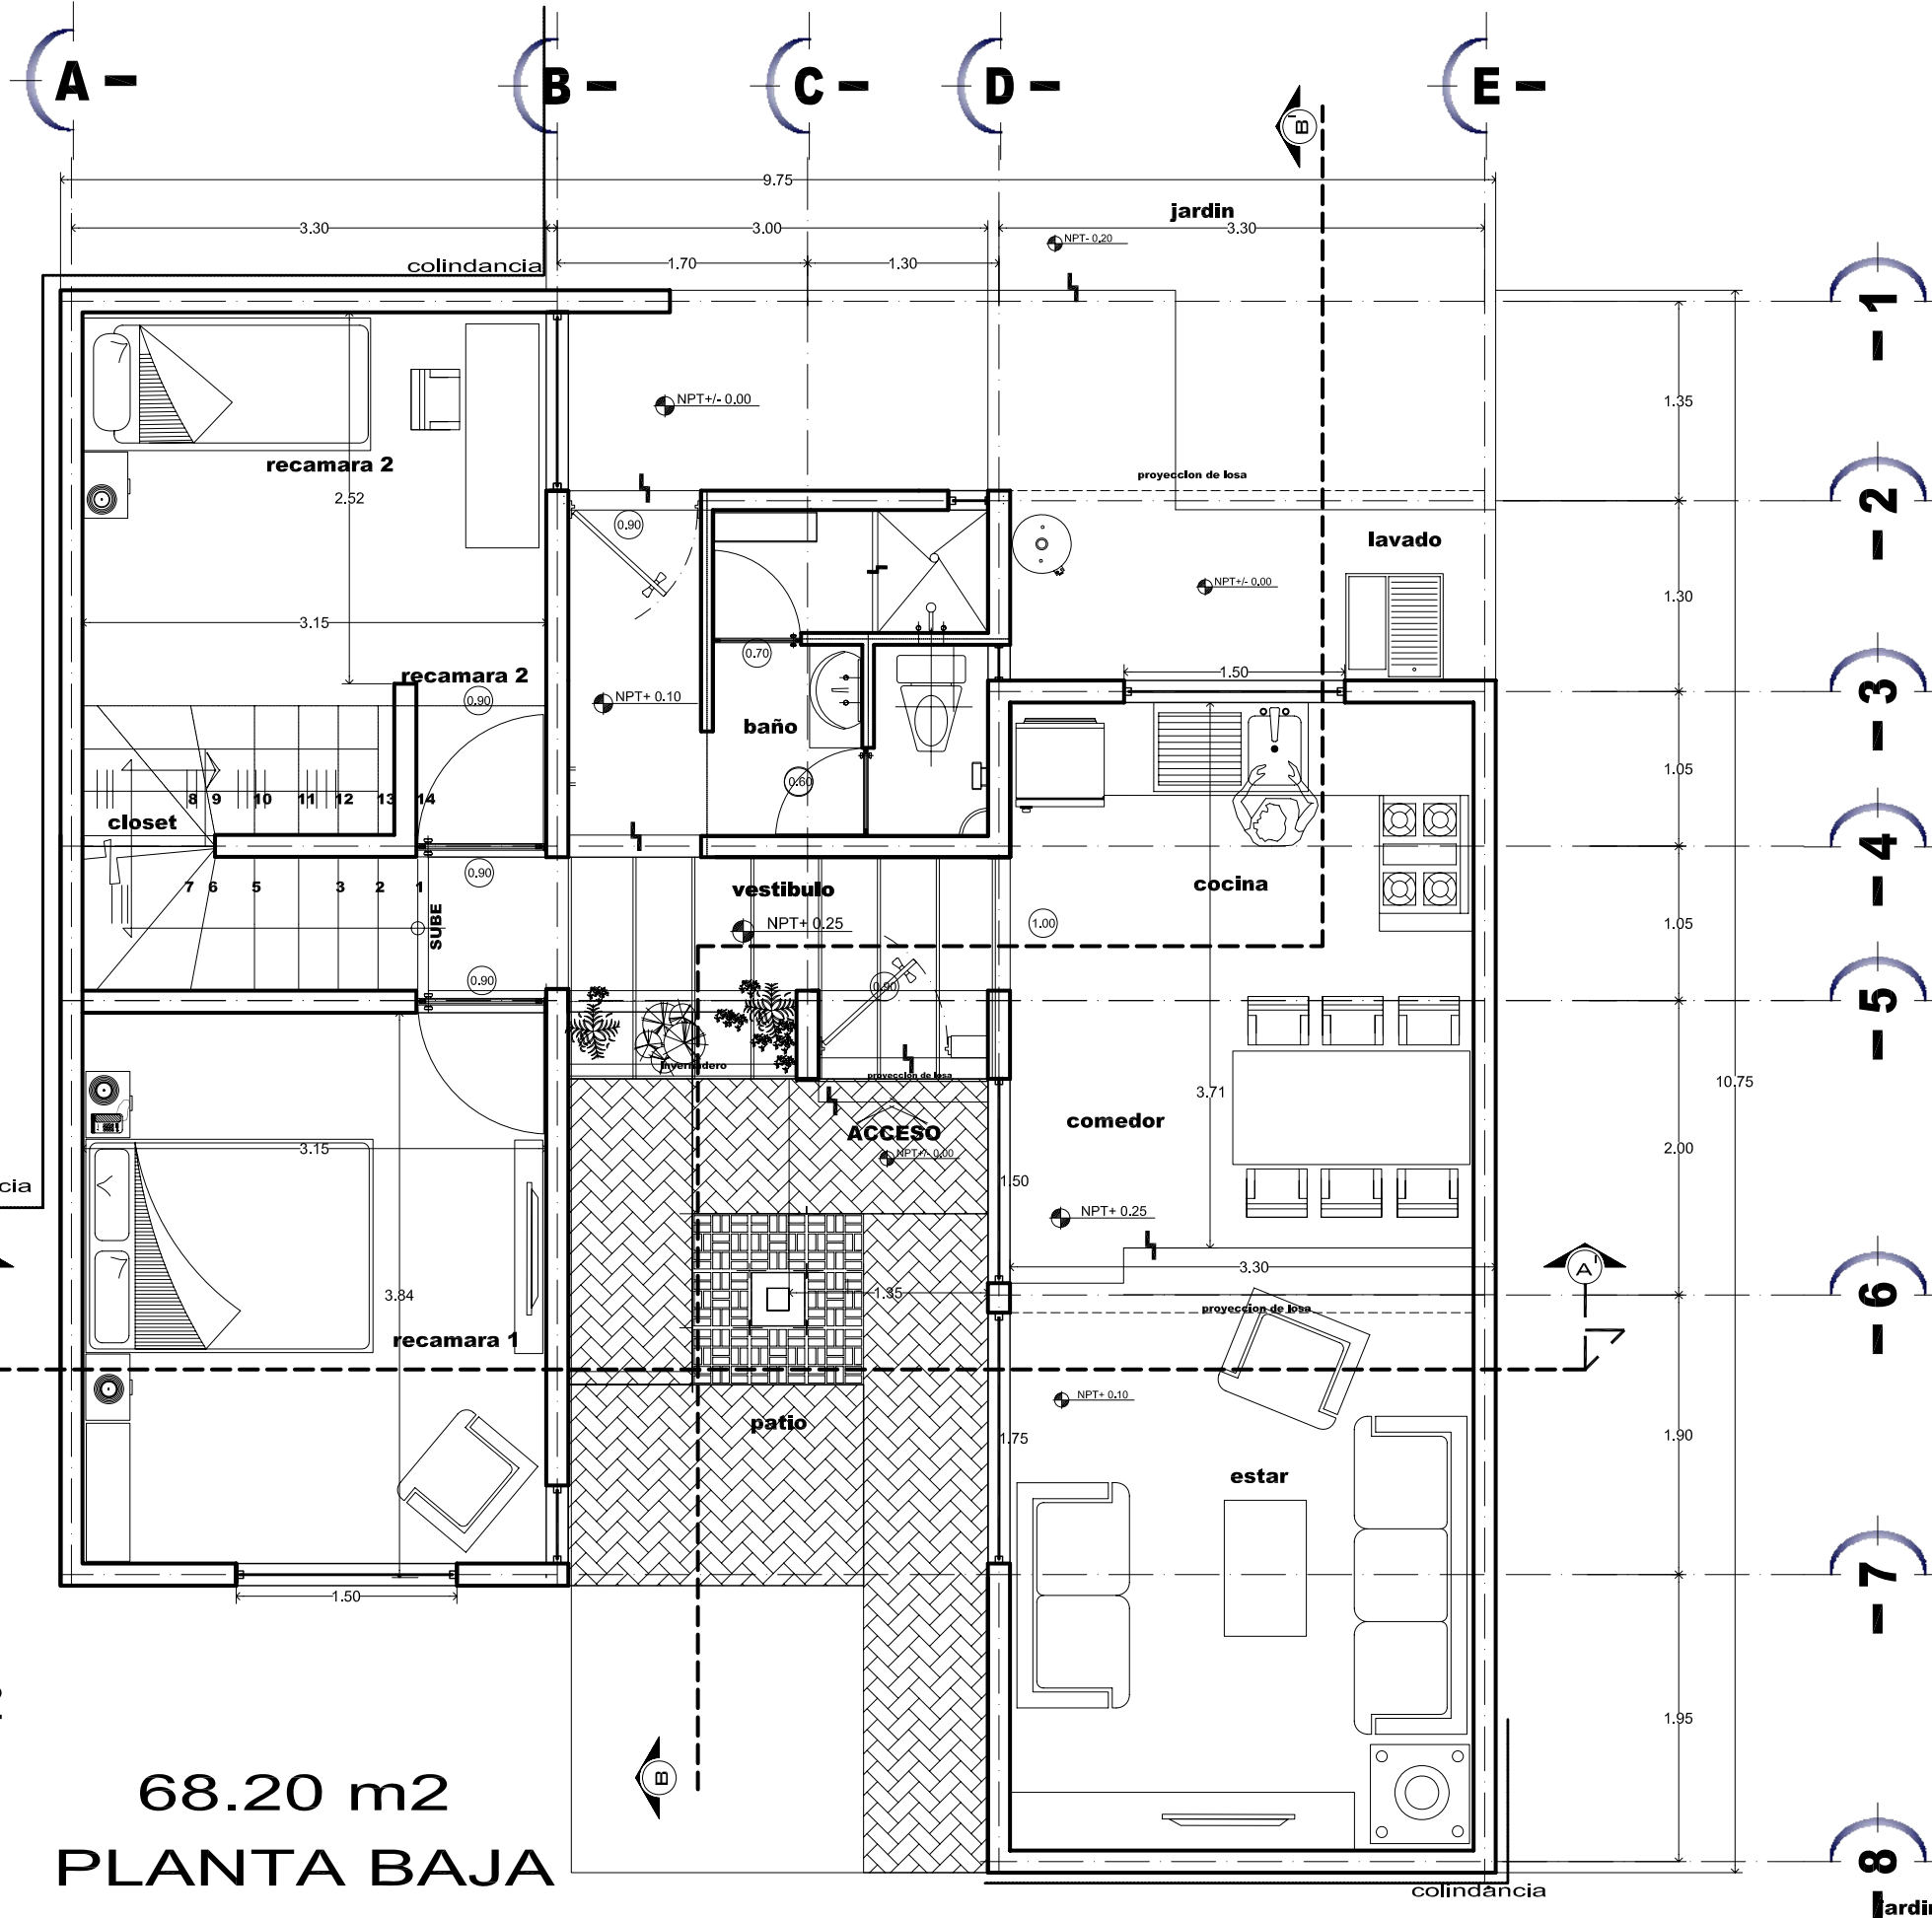 A -
B -
C -
D -
E -
B'
9.75
jardin
3.30
3.00
3.30
NPT- 0.20
colindancia
1.70
1.30
- 1
1.35
NPT+/- 0.00
recamara 2
2.52
proyeccion de losa
- 2
0.90
lavado
NPT+/- 0.00
1.30
3.15
0.70
recamara 2
0.90
NPT+ 0.10
1.50
- 3
baño
0.60
1.05
8 9 10 11 12 13 14
closet
- 4
0.90
7 6 5 3 2 1
vestibulo
cocina
SUBE
NPT+ 0.25
1.00
1.05
0.90
0.90
- 5
invernadero
proyeccion de losa
3.71
10.75
comedor
ACCESO
NPT+/- 0.00
3.15
2.00
cia
1.50
NPT+ 0.25
A'
3.30
3.84
1.35
proyeccion de losa
- 6
recamara 1
NPT+ 0.10
patio
1.75
1.90
estar
- 7
1.50
1.95
B
68.20 m2
PLANTA BAJA
- 8
colindancia
jardin